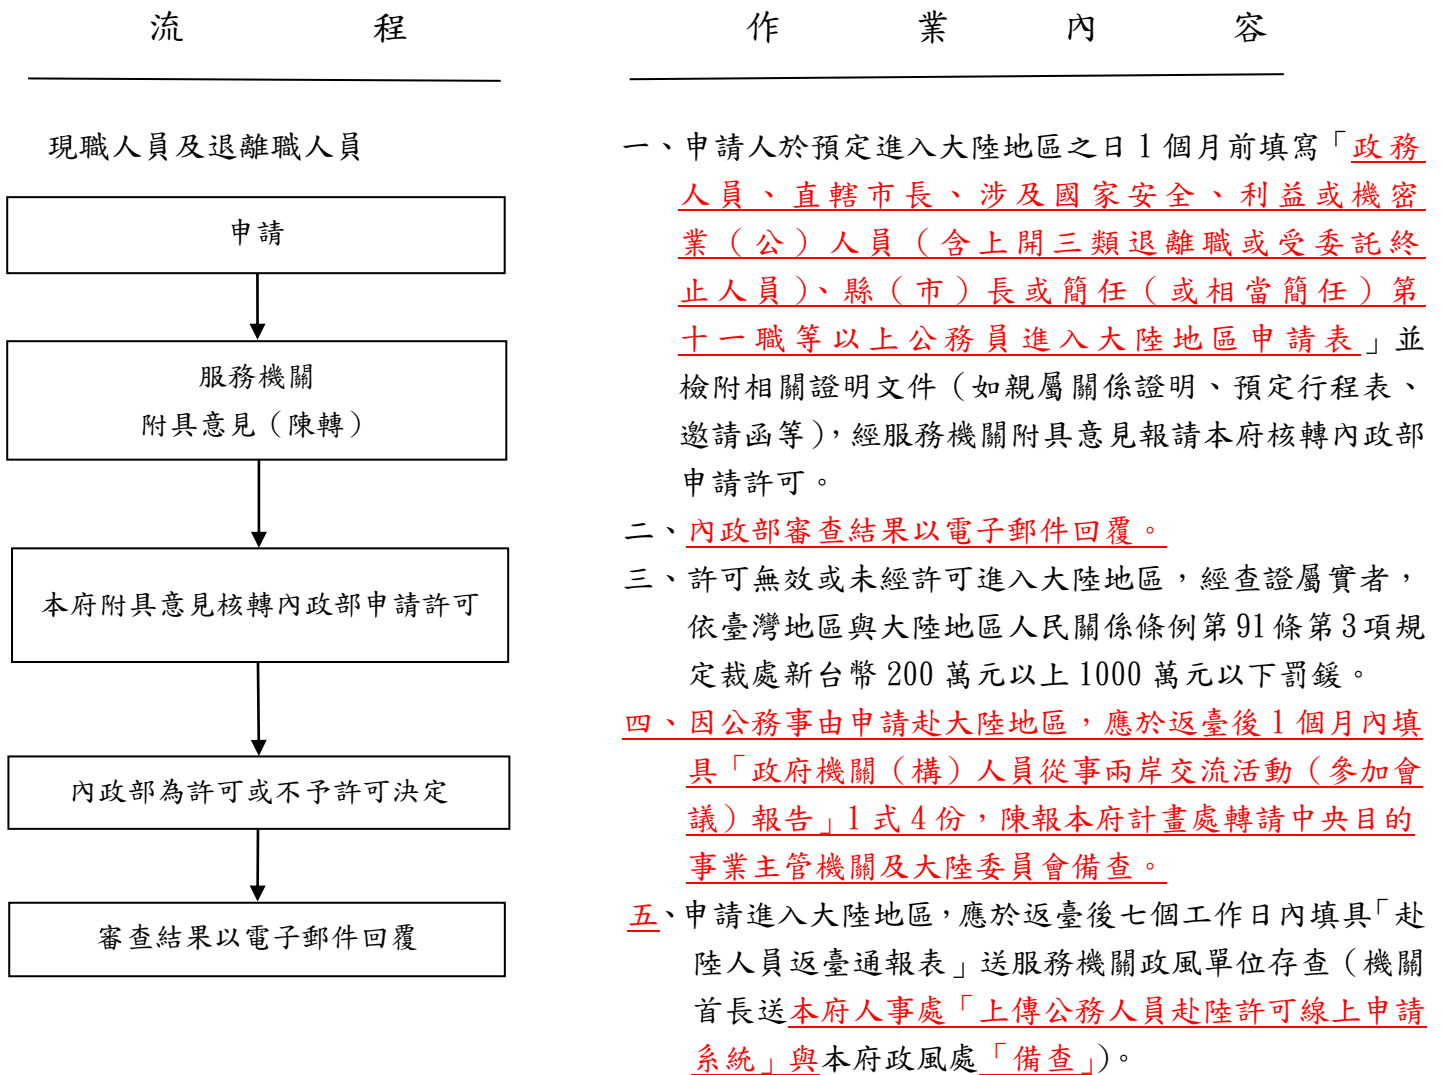 流 程
現職人員及退離職人員
申請
服務機關
附具意見（陳轉）
本府附具意見核轉內政部申請許可
內政部為許可或不予許可決定
審查結果以電子郵件回覆
作 業 內 容
一、申請人於預定進入大陸地區之日 1 個月前填寫「政務
人員、直轄市長、涉及國家安全、利益或機密
業（公）人員（含上開三類退離職或受委託終
止人員）、縣（市）長或簡任（或相當簡任）第
十一職等以上公務員進入大陸地區申請表」並
檢附相關證明文件（如親屬關係證明、預定行程表、
邀請函等），經服務機關附具意見報請本府核轉內政部
申請許可。
二、內政部審查結果以電子郵件回覆。
三、許可無效或未經許可進入大陸地區，經查證屬實者，
依臺灣地區與大陸地區人民關係條例第 91 條第 3 項規
定裁處新台幣 200 萬元以上 1000 萬元以下罰鍰。
四、因公務事由申請赴大陸地區，應於返臺後 1 個月內填
具「政府機關（構）人員從事兩岸交流活動（參加會
議）報告」1 式 4 份，陳報本府計畫處轉請中央目的
事業主管機關及大陸委員會備查。
五、申請進入大陸地區，應於返臺後七個工作日內填具「赴
陸人員返臺通報表」送服務機關政風單位存查（機關
首長送本府人事處「上傳公務人員赴陸許可線上申請
系統」與本府政風處「備查」）。